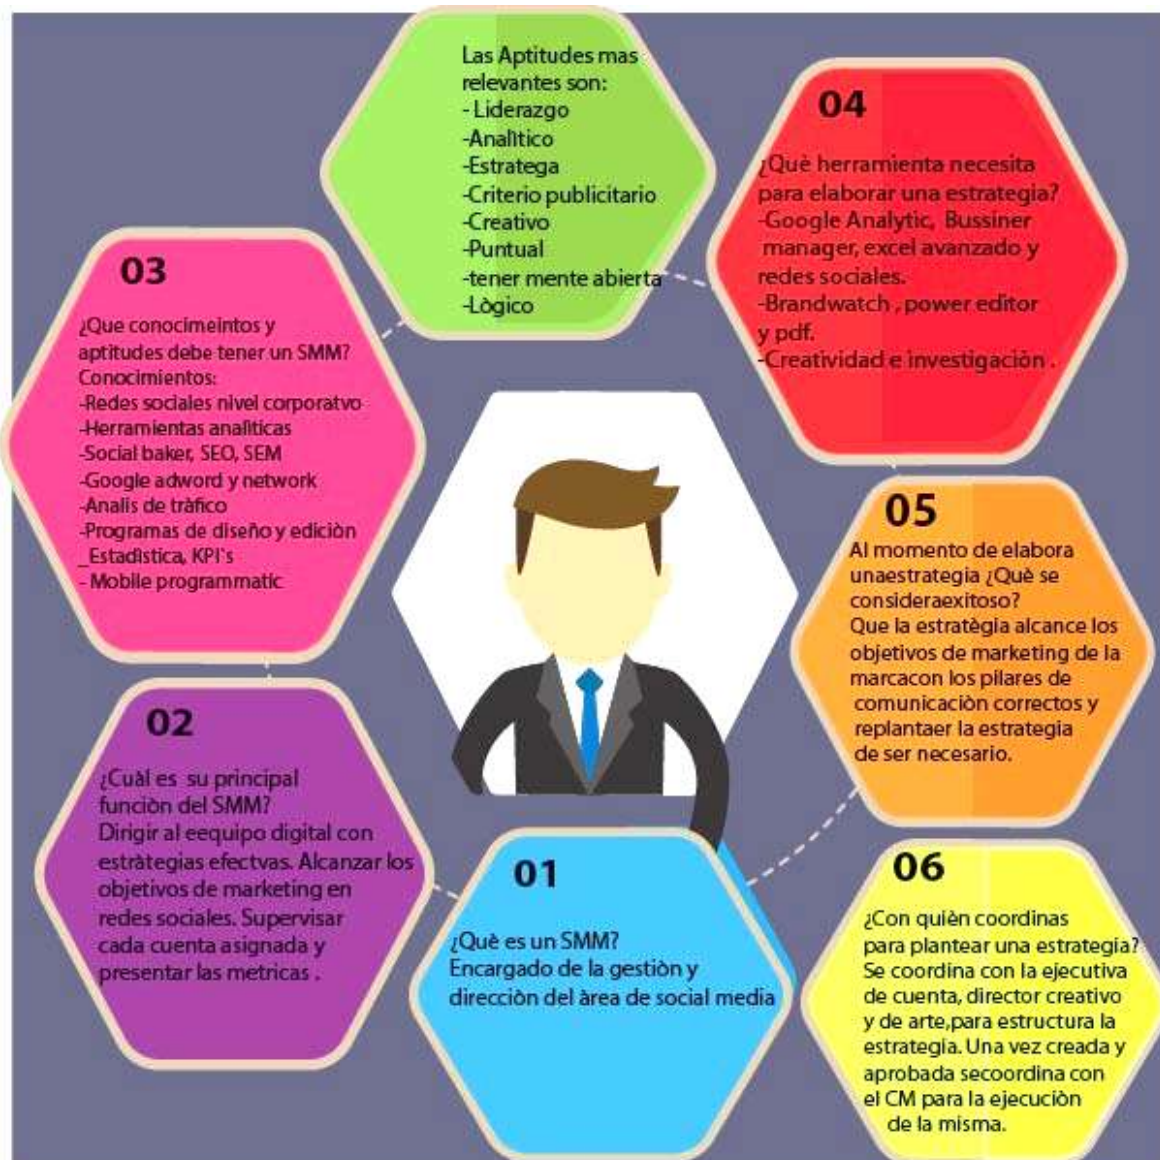 01
¿Què es un SMM?
Encargado de la gestiòn y
direcciòn del àrea de social media
02
¿Cuàl es su principal
funciòn del SMM?
Dirigir al eequipo digital con
estràtegias efectvas. Alcanzar los
objetivos de marketing en
redes sociales. Supervisar
cada cuenta asignada y
presentar las metricas .
03
¿Que conocimeintos y
aptitudes debe tener un SMM?
Conocimientos:
-Redes sociales nivel corporatvo
-Herramientas analìticas
-Social baker, SEO, SEM
-Google adword y network
-Analis de tràfico
-Programas de diseño y ediciòn
_Estadìstica, KPI`s
- Mobile programmatic
Las Aptitudes mas
relevantes son:
- Liderazgo
-Analìtico
-Estratega
-Criterio publicitario
-Creativo
-Puntual
-tener mente abierta
-Lògico
04
¿Què herramienta necesita
para elaborar una estrategia?
-Google Analytic, Bussiner
manager, excel avanzado y
redes sociales.
-Brandwatch , power editor
y pdf.
-Creatividad e investigaciòn .
05
Al momento de elabora
unaestrategia ¿Què se
consideraexitoso?
Que la estratègia alcance los
objetivos de marketing de la
marcacon los pilares de
comunicaciòn correctos y
replantaer la estrategia
de ser necesario.
06
¿Con quièn coordinas
para plantear una estrategia?
Se coordina con la ejecutiva
de cuenta, director creativo
y de arte,para estructura la
estrategia. Una vez creada y
aprobada secoordina con
el CM para la ejecuciòn
de la misma.